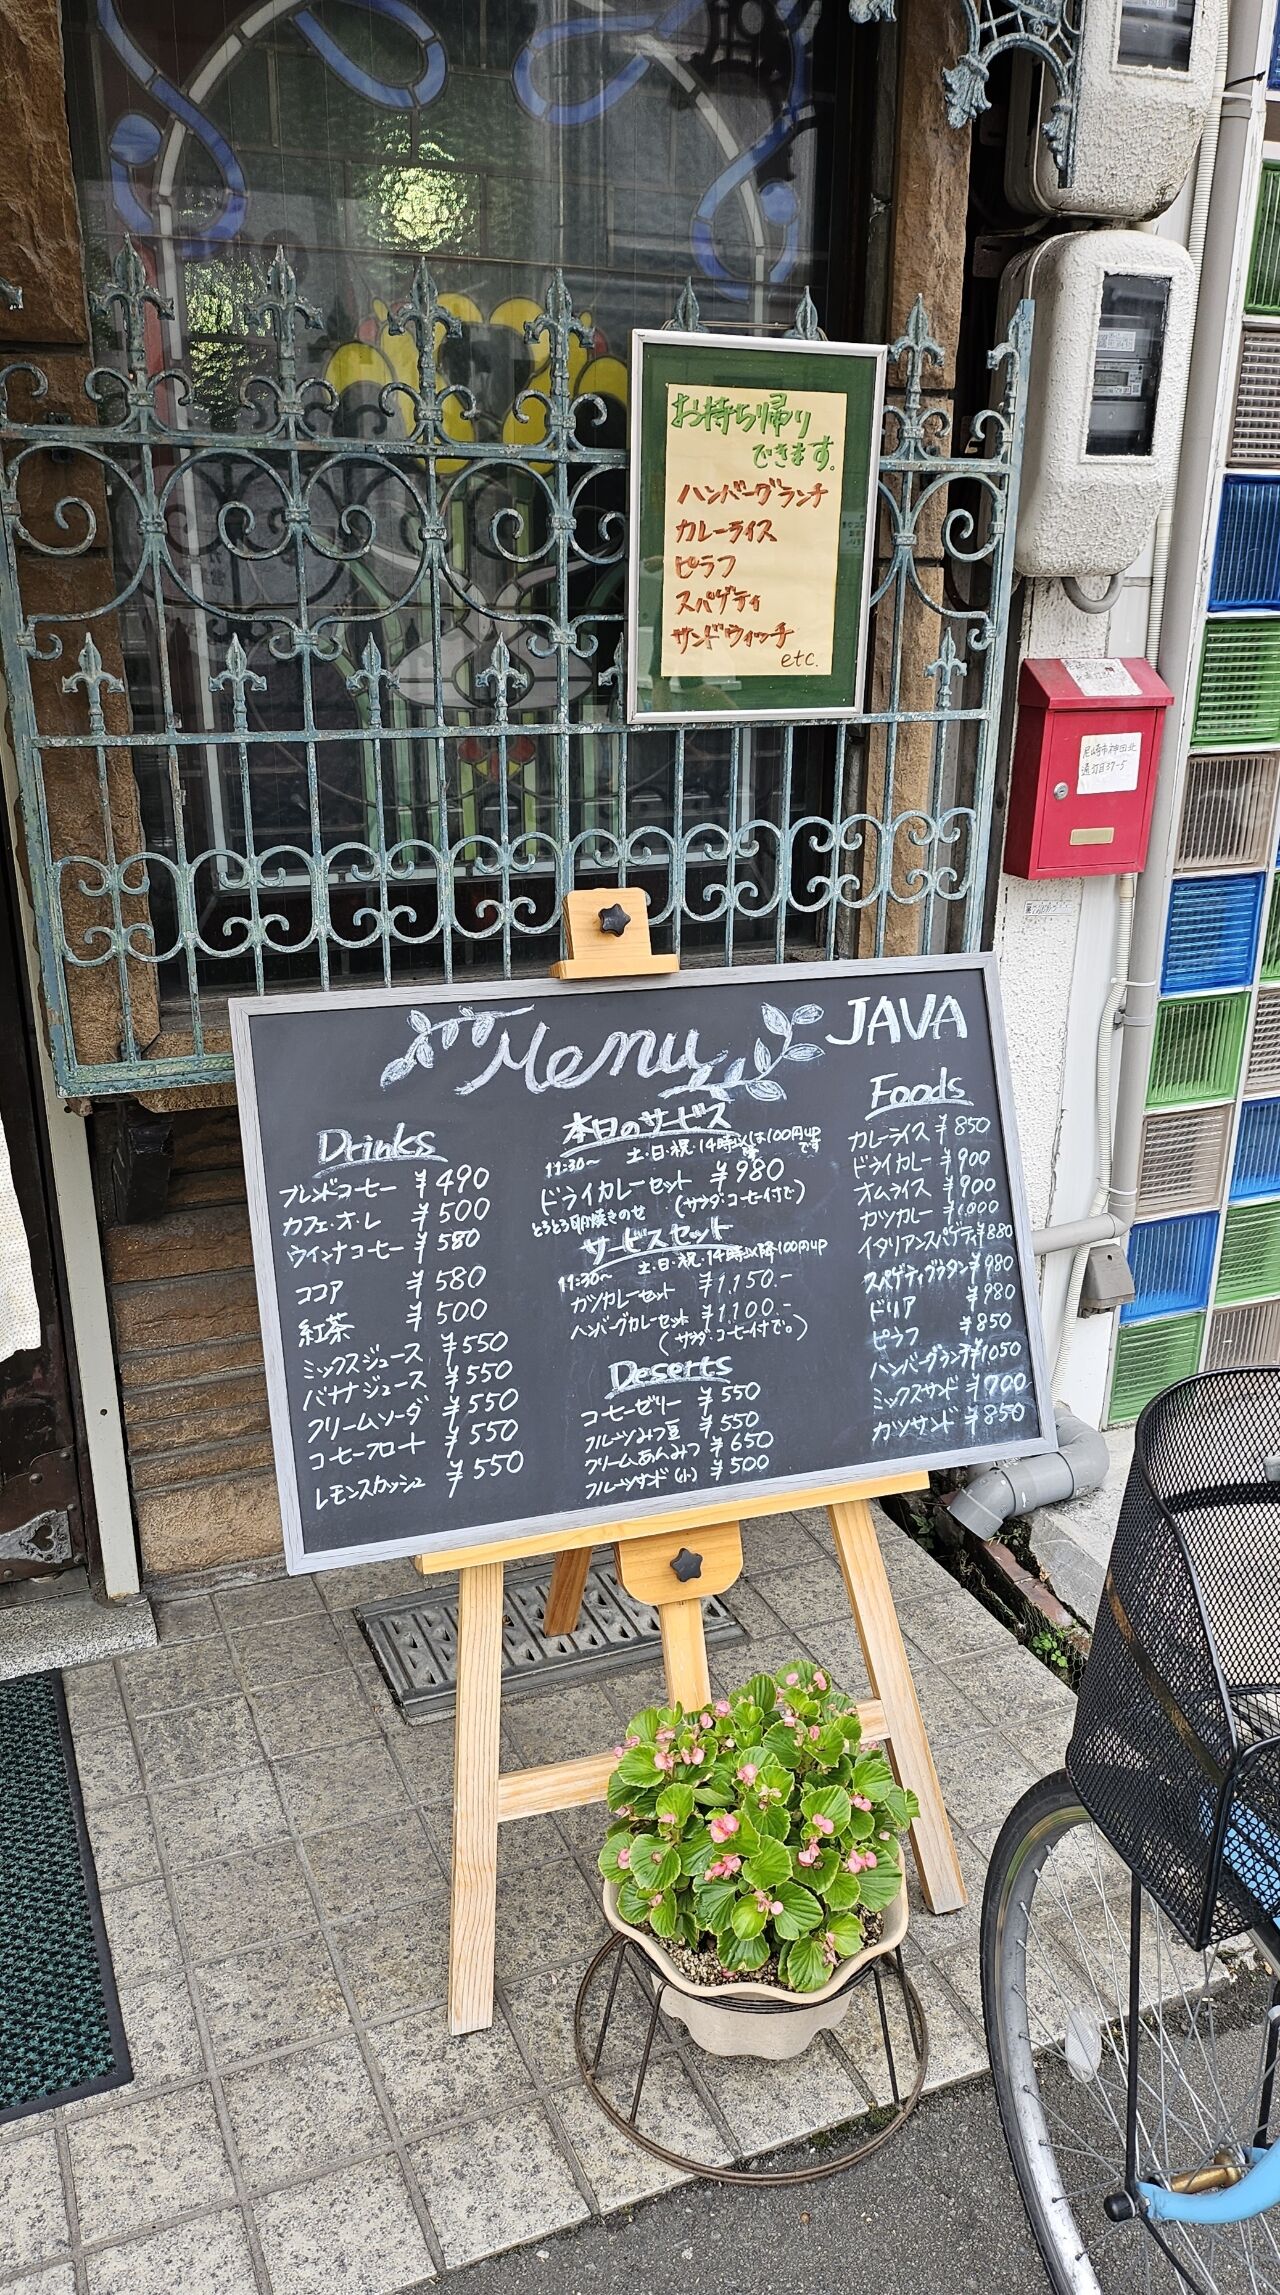 お持ち帰り
できます。
ハンバーグランチ
カレーライス
ピラフ
スパゲティ
サンドウィッチ
etc.
尼崎市神田北
通3丁目37-5
Menu
JAVA
Drinks
ブレンドコーヒー ¥490
カフェ・オ・レ ¥500
ウインナコーヒー ¥580
ココア ¥580
紅茶 ¥500
ミックスジュース ¥550
バナナジュース ¥550
クリームソーダ ¥550
コーヒーフロート ¥550
レモンスカッシュ ¥550
本日のサービス
11:30～ 土・日・祝・14時以降は100円upです
ドライカレーセット ¥980
とろとろ卵焼きのせ (サラダ・コーヒー付で)
サービスセット
11:30～ 土・日・祝・14時以降100円up
カツカレーセット ¥1,150.-
ハンバーグカレーセット ¥1,100.-
(サラダ・コーヒー付で。)
Deserts
コーヒーゼリー ¥550
フルーツみつ豆 ¥550
クリームあんみつ ¥650
フルーツサンド(小) ¥500
Foods
カレーライス ¥850
ドライカレー ¥900
オムライス ¥900
カツカレー ¥1,000
イタリアンスパゲティ ¥880
スパゲティグラタン ¥980
ドリア ¥980
ピラフ ¥850
ハンバーグランチ ¥1050
ミックスサンド ¥700
カツサンド ¥850